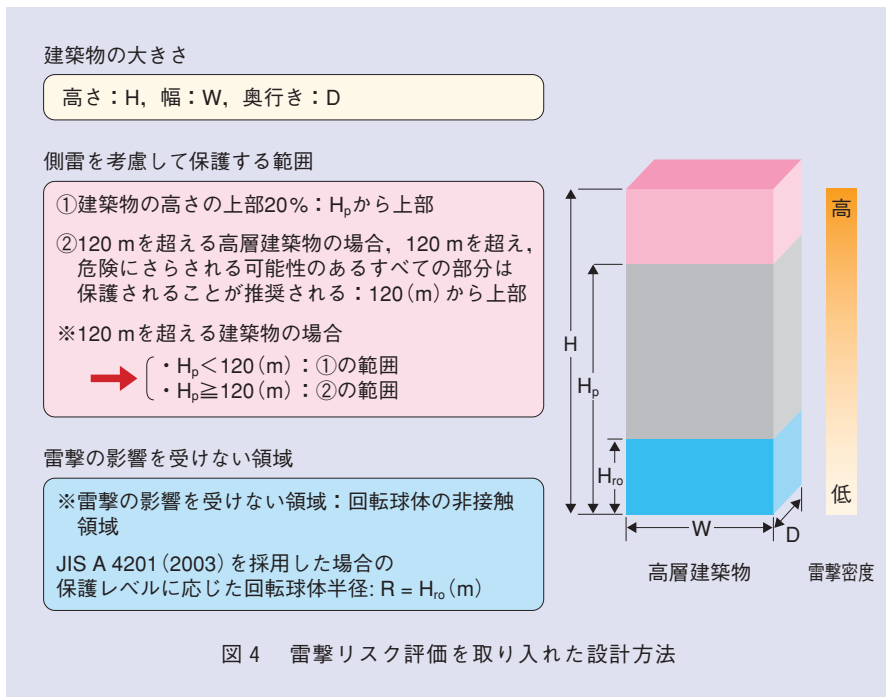 建築物の大きさ
高さ：H，幅：W，奥行き：D
側雷を考慮して保護する範囲
①建築物の高さの上部20%：Hpから上部
②120 mを超える高層建築物の場合，120 mを超え，
危険にさらされる可能性のあるすべての部分は
保護されることが推奨される：120(m)から上部
※120 mを超える建築物の場合
・Hp＜120(m)：①の範囲
・Hp≧120(m)：②の範囲
雷撃の影響を受けない領域
※雷撃の影響を受けない領域：回転球体の非接触
領域
JIS A 4201(2003)を採用した場合の
保護レベルに応じた回転球体半径: R = Hro(m)
H
Hp
Hro
W
D
高層建築物
高
低
雷撃密度
図 4　雷撃リスク評価を取り入れた設計方法